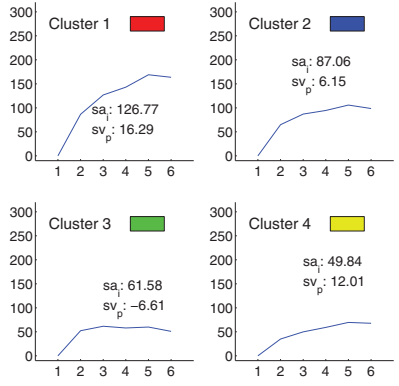 300
250
200
150
100
50
0
Cluster 1
sa_i: 126.77
sv_p: 16.29
1 2 3 4 5 6
300
250
200
150
100
50
0
Cluster 2
sa_i: 87.06
sv_p: 6.15
1 2 3 4 5 6
300
250
200
150
100
50
0
Cluster 3
sa_i: 61.58
sv_p: −6.61
1 2 3 4 5 6
300
250
200
150
100
50
0
Cluster 4
sa_i: 49.84
sv_p: 12.01
1 2 3 4 5 6